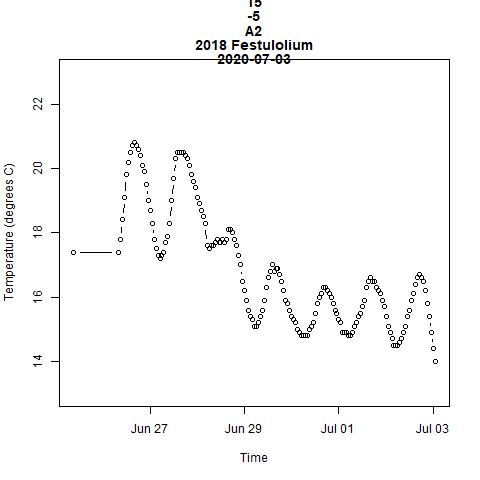 15
-5
A2
2018 Festulolium
2020-07-03
Temperature (degrees C)
22
20
18
16
14
Jun 27
Jun 29
Jul 01
Jul 03
Time